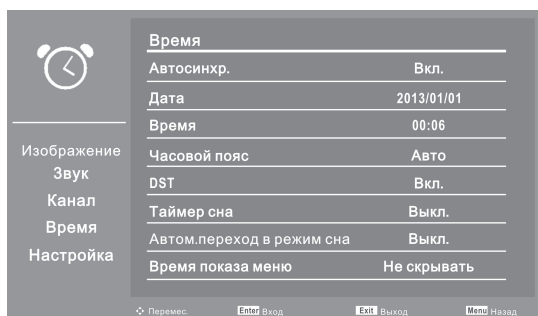 Время
Автосинхр. Вкл.
Дата 2013/01/01
Время 00:06
Часовой пояс Авто
DST Вкл.
Таймер сна Выкл.
Автом.переход в режим сна Выкл.
Время показа меню Не скрывать
Изображение
Звук
Канал
Время
Настройка
Перемес. Enter Вход Exit Выход Menu Назад